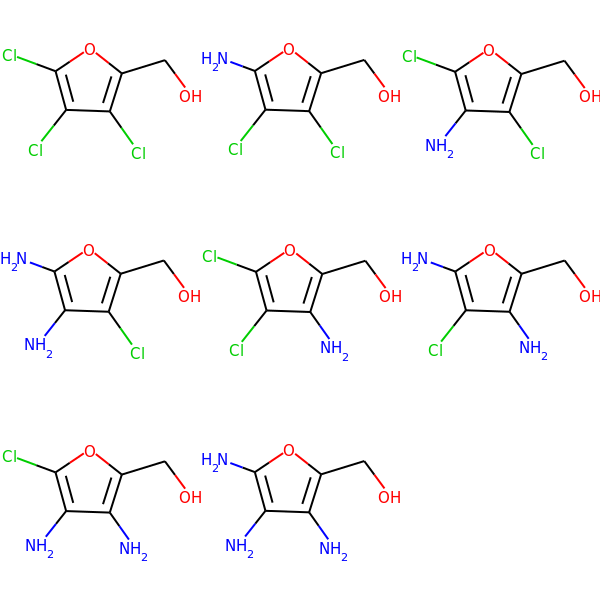 Cl O OH Cl Cl
H2N O OH Cl Cl
Cl O OH NH2 Cl
H2N O OH NH2 Cl
Cl O OH Cl NH2
H2N O OH Cl NH2
Cl O OH NH2 NH2
H2N O OH NH2 NH2